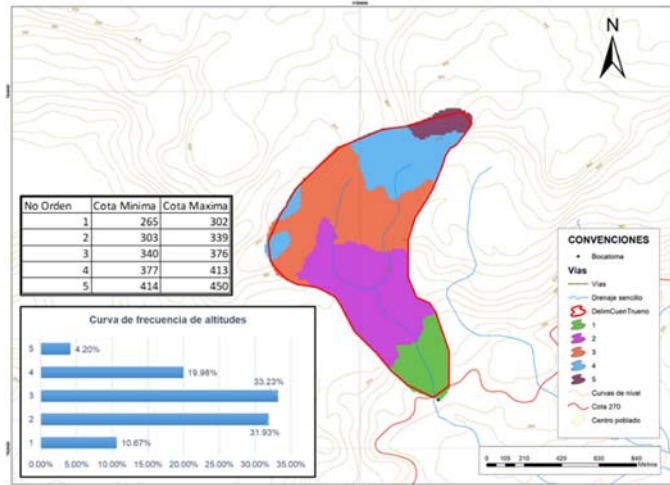 N
No Orden Cota Minima Cota Maxima
1 265 302
2 303 339
3 340 376
4 377 413
5 414 450
Curva de frecuencia de altitudes
5 4.20%
4 19.98%
3 33.23%
2 31.93%
1 10.67%
0.00% 5.00% 10.00% 15.00% 20.00% 25.00% 30.00% 35.00%
CONVENCIONES
Bocatoma
Vias
Vías
Drenaje sencillo
DelimCuenTrueno
1
2
3
4
5
Curvas de nivel
Cota 270
Centro poblado
0 105 210 420 630 840
Metros